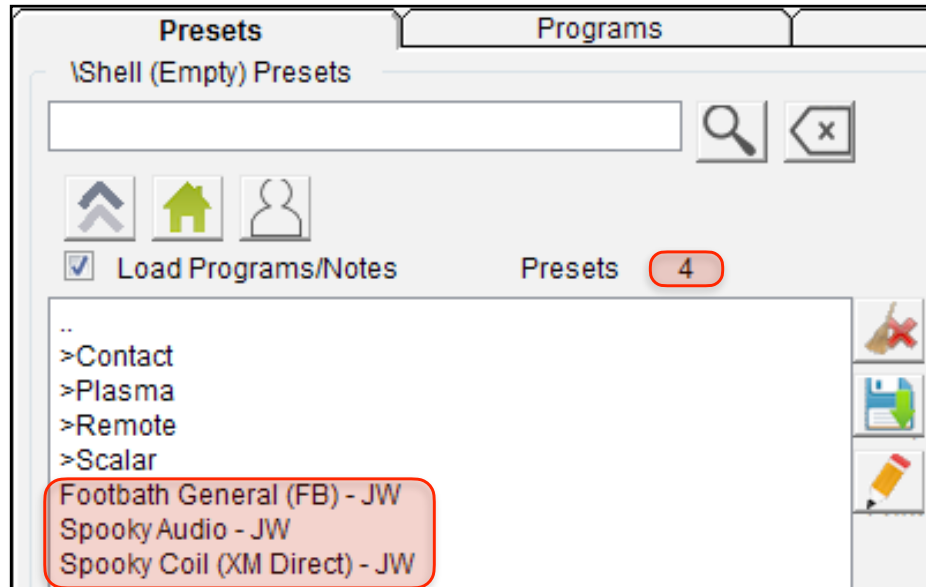 Presets Programs
\Shell (Empty) Presets
Load Programs/Notes Presets 4
..
>Contact
>Plasma
>Remote
>Scalar
Footbath General (FB) - JW
Spooky Audio - JW
Spooky Coil (XM Direct) - JW